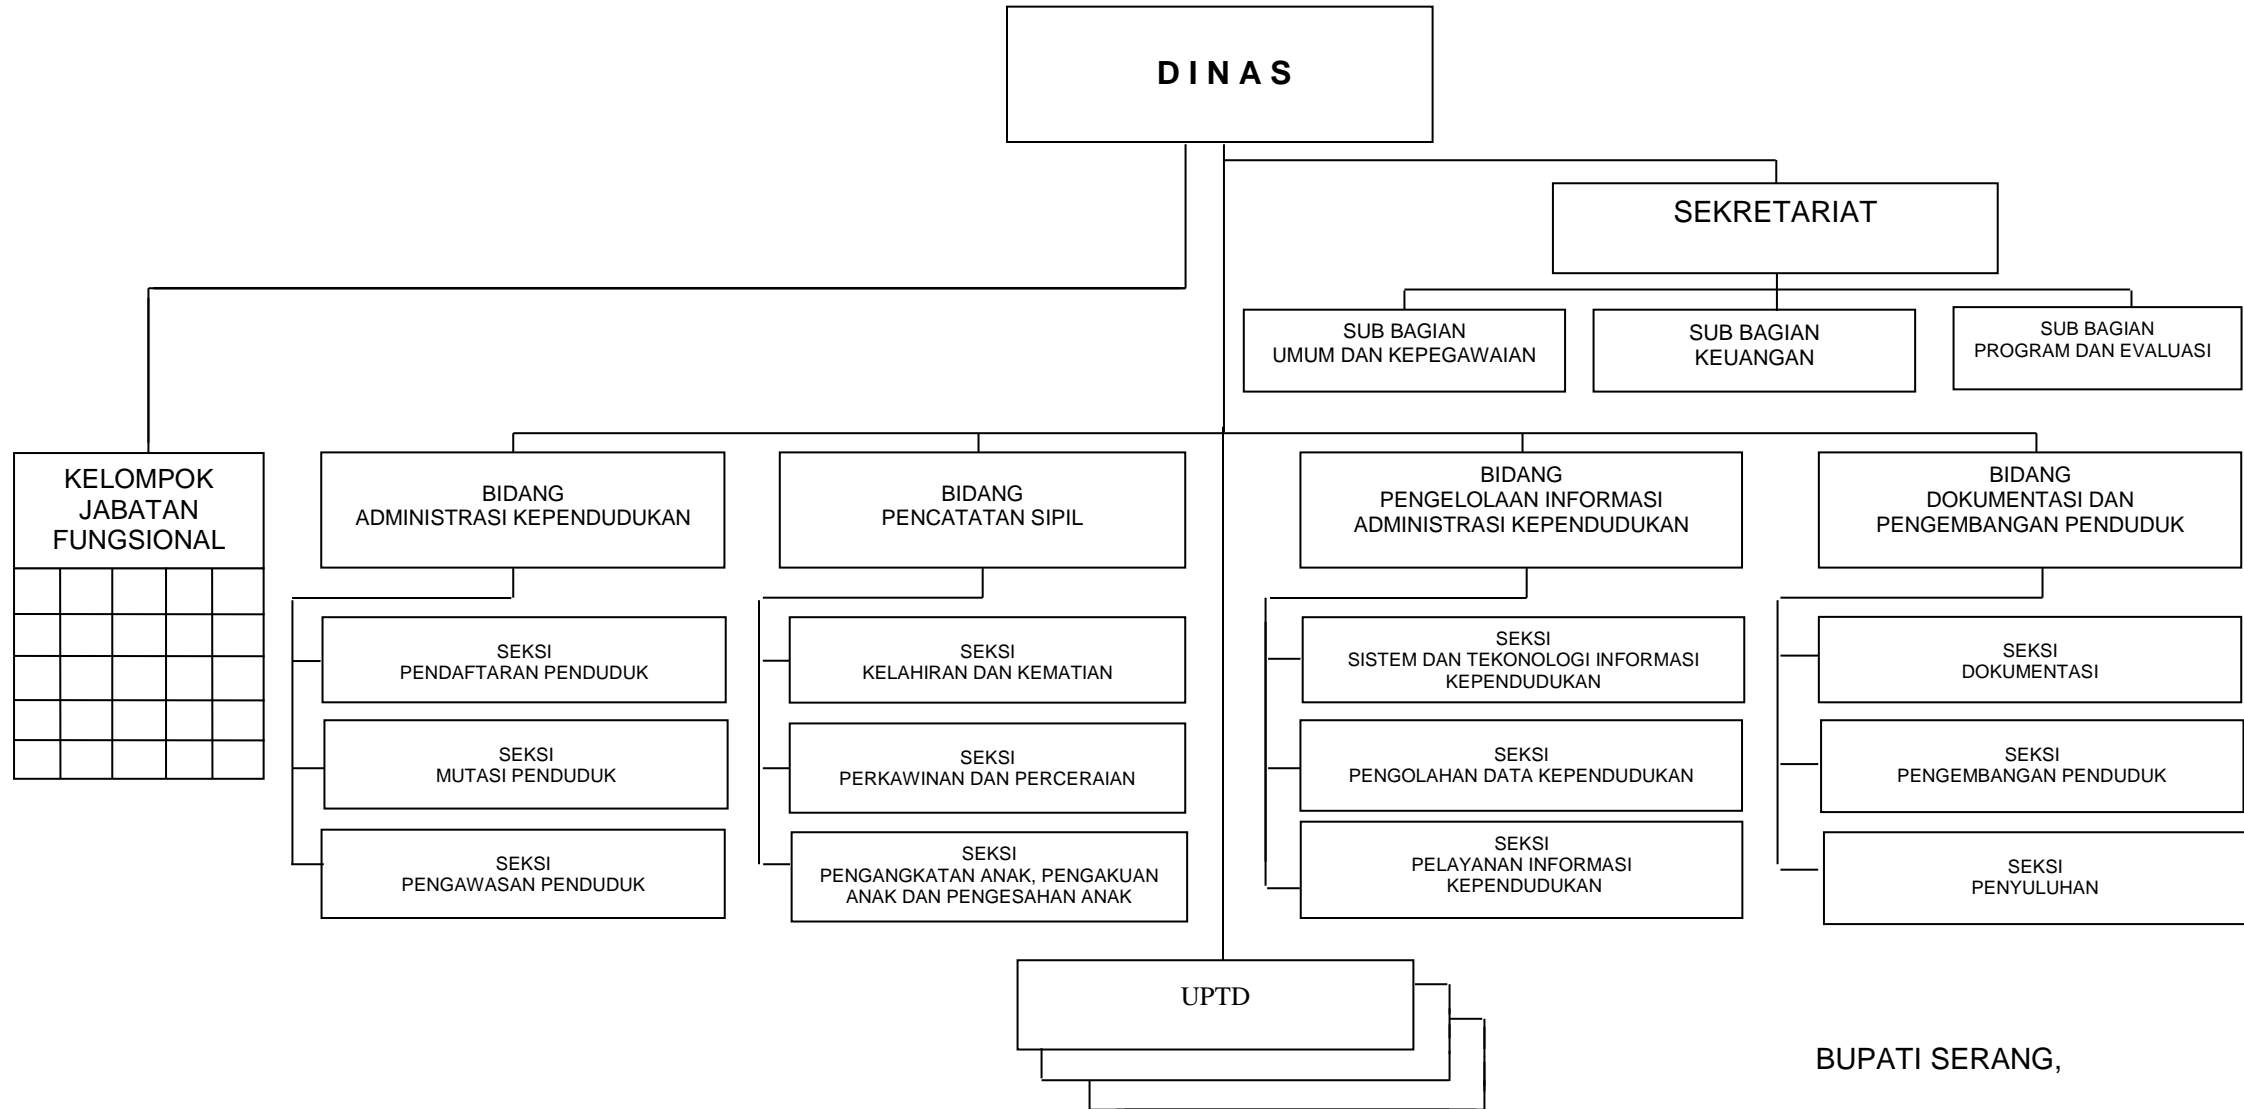 D I N A S
SEKRETARIAT
SUB BAGIAN
UMUM DAN KEPEGAWAIAN
SUB BAGIAN
KEUANGAN
SUB BAGIAN
PROGRAM DAN EVALUASI
KELOMPOK
JABATAN
FUNGSIONAL
BIDANG
ADMINISTRASI KEPENDUDUKAN
BIDANG
PENCATATAN SIPIL
BIDANG
PENGELOLAAN INFORMASI
ADMINISTRASI KEPENDUDUKAN
BIDANG
DOKUMENTASI DAN
PENGEMBANGAN PENDUDUK
SEKSI
PENDAFTARAN PENDUDUK
SEKSI
KELAHIRAN DAN KEMATIAN
SEKSI
SISTEM DAN TEKONOLOGI INFORMASI
KEPENDUDUKAN
SEKSI
DOKUMENTASI
SEKSI
MUTASI PENDUDUK
SEKSI
PERKAWINAN DAN PERCERAIAN
SEKSI
PENGOLAHAN DATA KEPENDUDUKAN
SEKSI
PENGEMBANGAN PENDUDUK
SEKSI
PENGAWASAN PENDUDUK
SEKSI
PENGANGKATAN ANAK, PENGAKUAN
ANAK DAN PENGESAHAN ANAK
SEKSI
PELAYANAN INFORMASI
KEPENDUDUKAN
SEKSI
PENYULUHAN
UPTD
BUPATI SERANG,